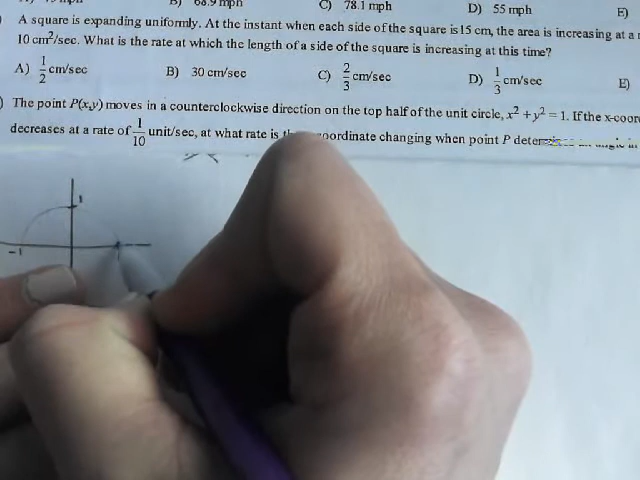 B) 68.9 mph C) 78.1 mph D) 55 mph E)
A square is expanding uniformly. At the instant when each side of the square is 15 cm, the area is increasing at a
10 cm²/sec. What is the rate at which the length of a side of the square is increasing at this time?
A) 1/2 cm/sec B) 30 cm/sec C) 2/3 cm/sec D) 1/3 cm/sec E)
) The point P(x,y) moves in a counterclockwise direction on the top half of the unit circle, x² + y² = 1. If the x-coor
decreases at a rate of 1/10 unit/sec, at what rate is coordinate changing when point P
1
-1